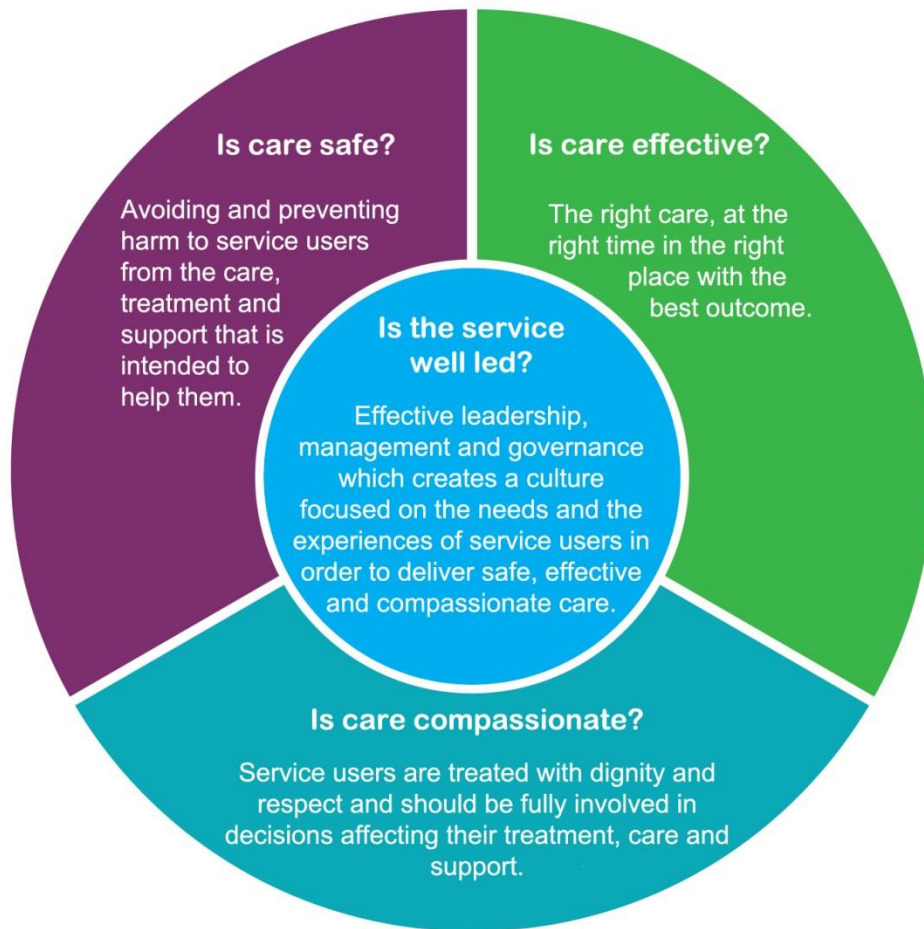 Is care safe?
Avoiding and preventing
harm to service users
from the care,
treatment and
support that is
intended to
help them.
Is care effective?
The right care, at the
right time in the right
place with the
best outcome.
Is the service
well led?
Effective leadership,
management and governance
which creates a culture
focused on the needs and the
experiences of service users in
order to deliver safe, effective
and compassionate care.
Is care compassionate?
Service users are treated with dignity and
respect and should be fully involved in
decisions affecting their treatment, care and
support.